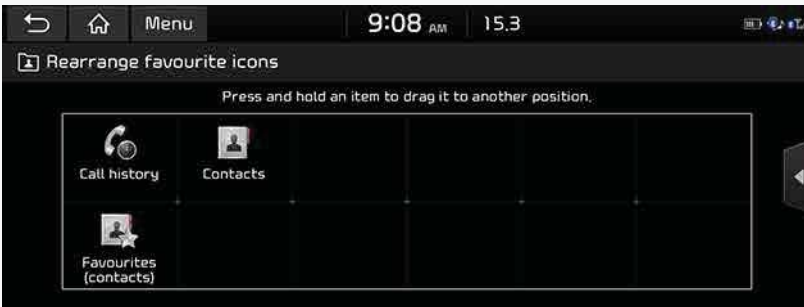 Menu
9:08 AM
15.3
Rearrange favourite icons
Press and hold an item to drag it to another position.
Call history
Contacts
Favourites
(contacts)